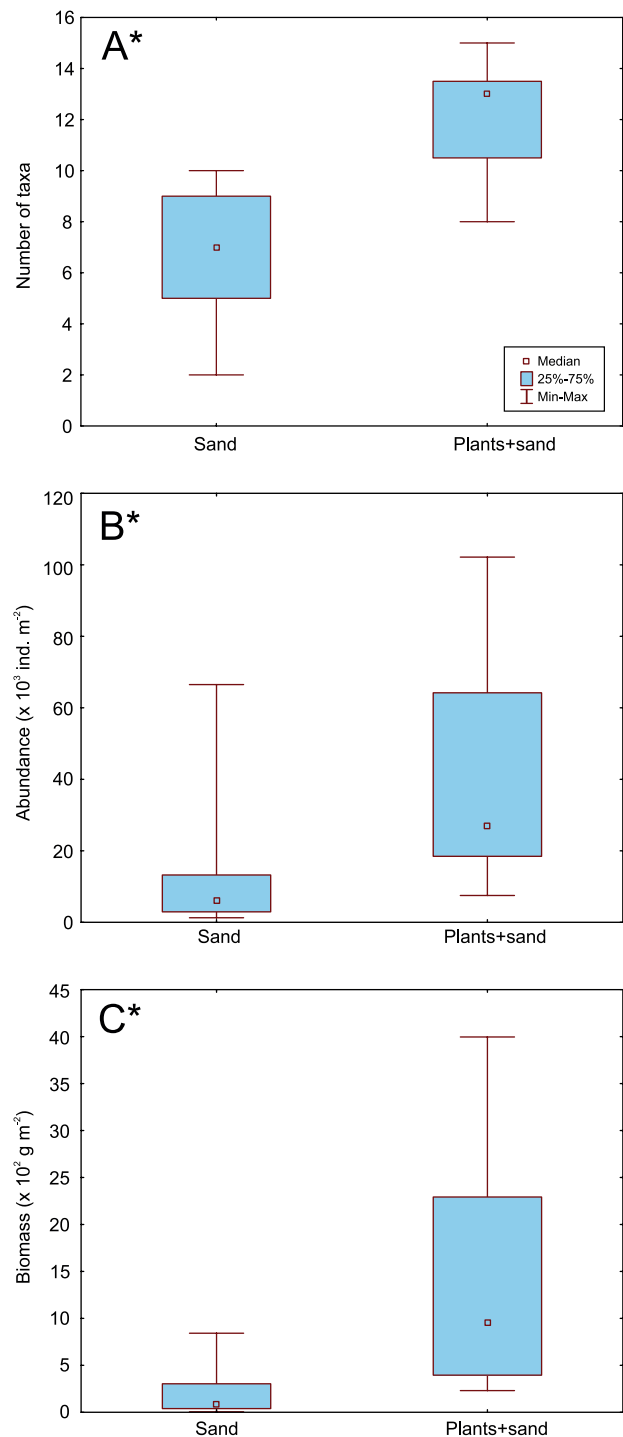 A*
16
14
12
10
8
6
4
2
0
Number of taxa
Median
25%-75%
Min-Max
Sand Plants+sand
B*
120
100
80
60
40
20
0
Abundance (x 10³ ind. m⁻²)
Sand Plants+sand
C*
45
40
35
30
25
20
15
10
5
0
Biomass (x 10² g m⁻²)
Sand Plants+sand